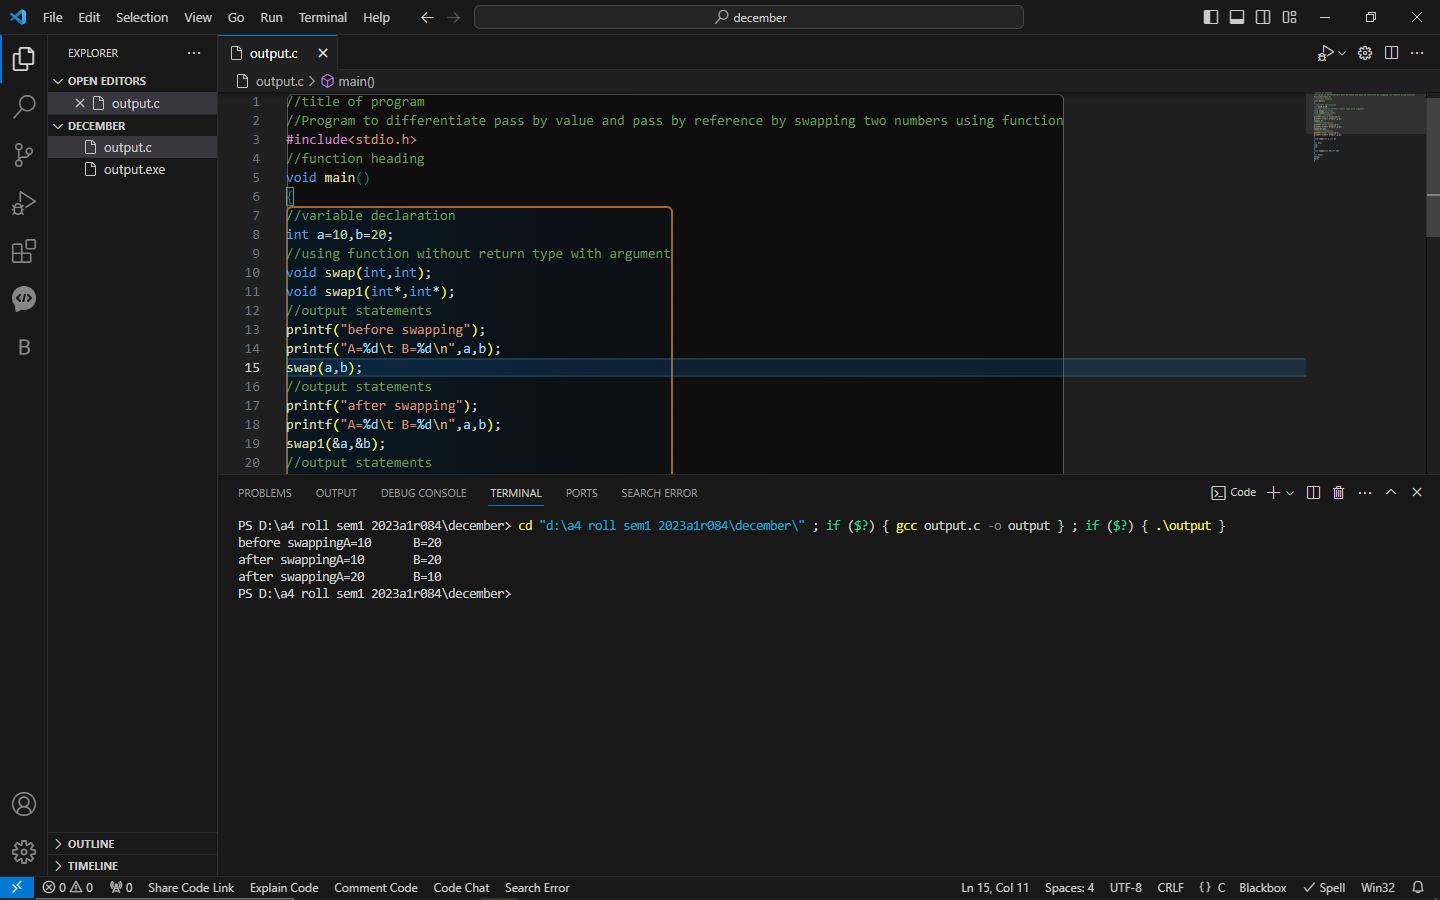 File Edit Selection View Go Run Terminal Help
december
EXPLORER
OPEN EDITORS
output.c
DECEMBER
output.c
output.exe
OUTLINE
TIMELINE
output.c
output.c > main()
1 //title of program
2 //Program to differentiate pass by value and pass by reference by swapping two numbers using function
3 #include<stdio.h>
4 //function heading
5 void main()
6 {
7 //variable declaration
8 int a=10,b=20;
9 //using function without return type with argument
10 void swap(int,int);
11 void swap1(int*,int*);
12 //output statements
13 printf("before swapping");
14 printf("A=%d\t B=%d\n",a,b);
15 swap(a,b);
16 //output statements
17 printf("after swapping");
18 printf("A=%d\t B=%d\n",a,b);
19 swap1(&a,&b);
20 //output statements
PROBLEMS OUTPUT DEBUG CONSOLE TERMINAL PORTS SEARCH ERROR
Code
PS D:\a4 roll sem1 2023a1r084\december> cd "d:\a4 roll sem1 2023a1r084\december\" ; if ($?) { gcc output.c -o output } ; if ($?) { .\output }
before swappingA=10 B=20
after swappingA=10 B=20
after swappingA=20 B=10
PS D:\a4 roll sem1 2023a1r084\december>
0 0 0 Share Code Link Explain Code Comment Code Code Chat Search Error
Ln 15, Col 11 Spaces: 4 UTF-8 CRLF {} C Blackbox Spell Win32